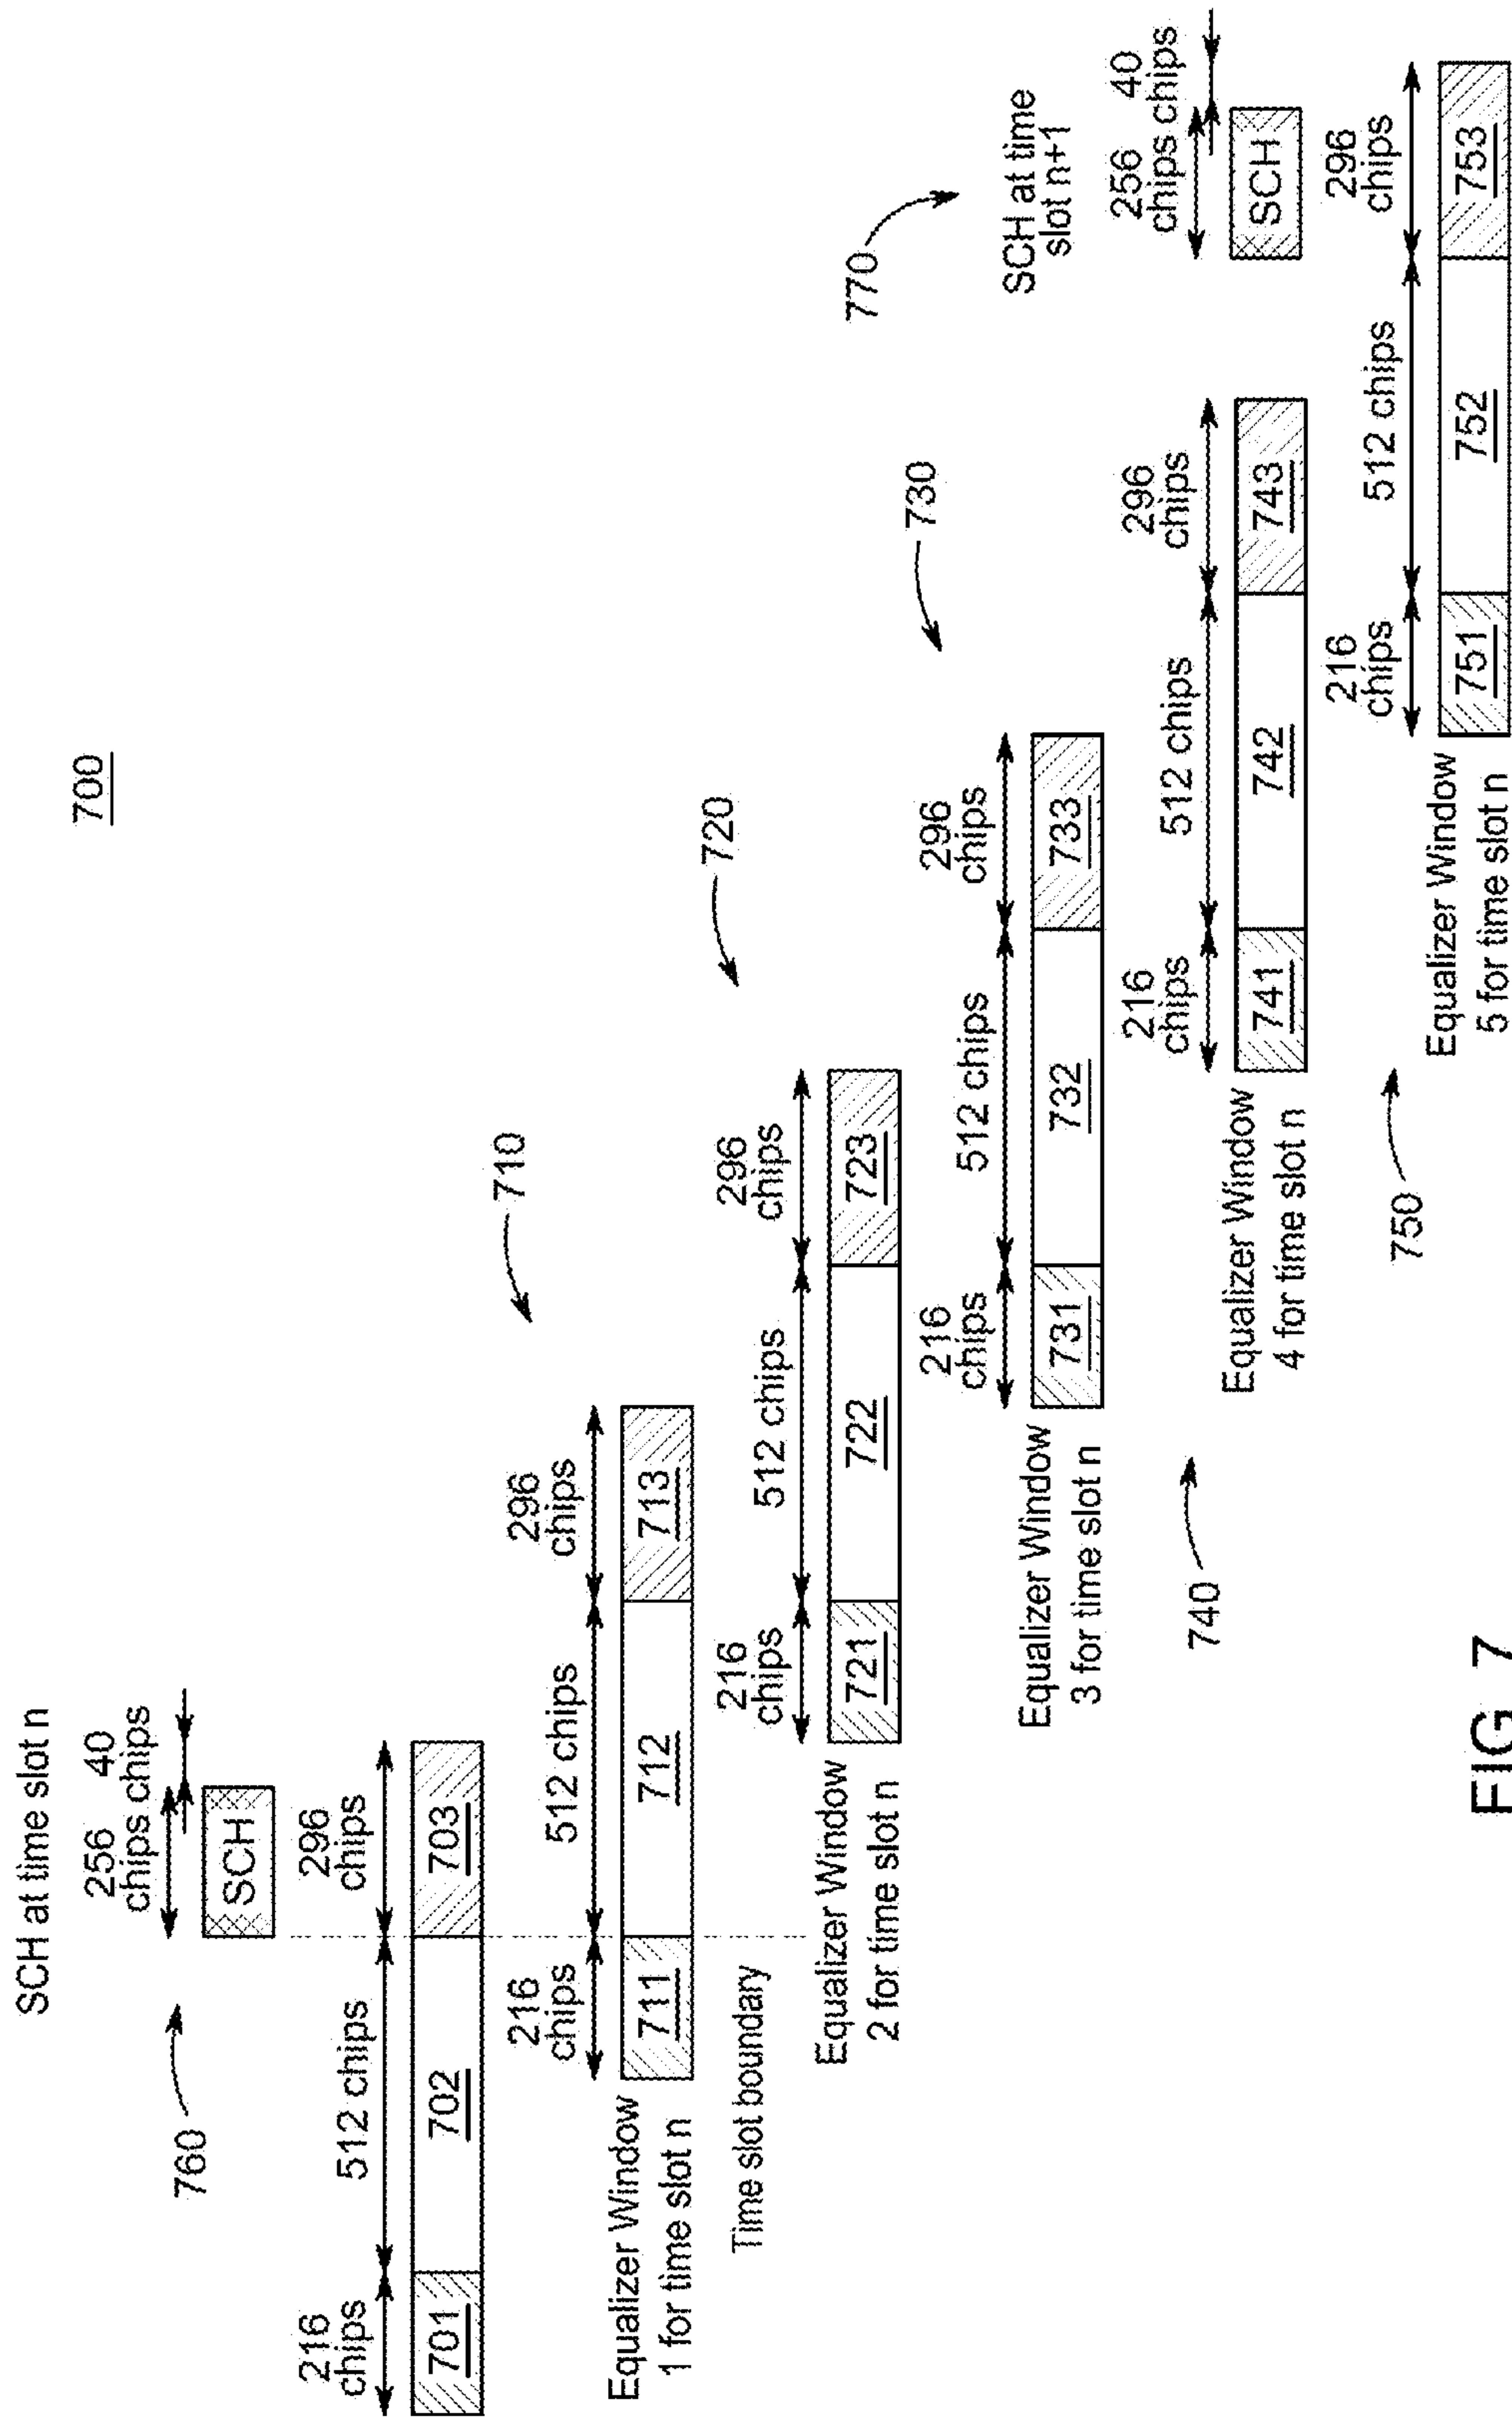 700
SCH at time slot n
256
chips
40
chips
760
SCH
216
chips
512 chips
296
chips
701
702
703
710
216
chips
512 chips
296
chips
Equalizer Window
1 for time slot n
711
712
713
Time slot boundary
720
216
chips
512 chips
296
chips
Equalizer Window
2 for time slot n
721
722
723
730
216
chips
512 chips
296
chips
Equalizer Window
3 for time slot n
731
732
733
740
216
chips
512 chips
296
chips
Equalizer Window
4 for time slot n
741
742
743
770
SCH at time
slot n+1
256
chips
40
chips
SCH
750
216
chips
512 chips
296
chips
Equalizer Window
5 for time slot n
751
752
753
FIG 7